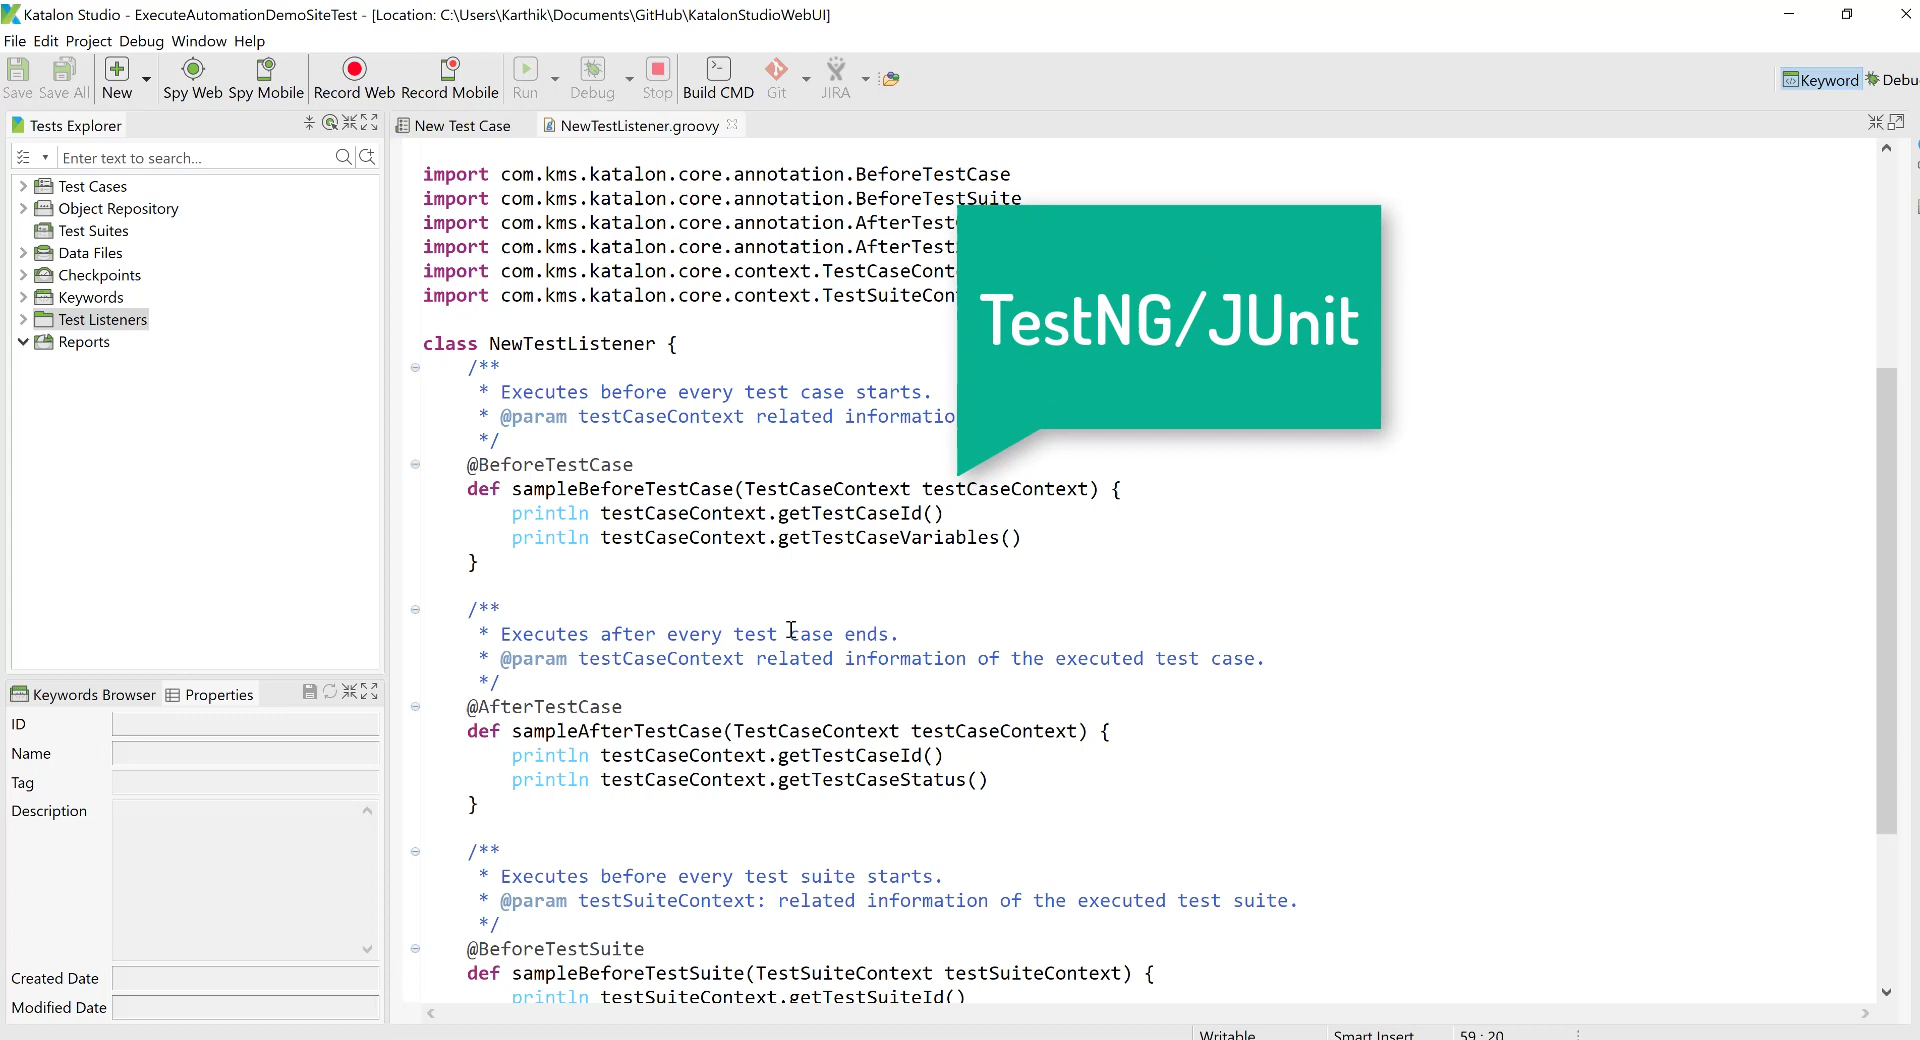 Katalon Studio - ExecuteAutomationDemoSiteTest - [Location: C:\Users\Karthik\Documents\GitHub\KatalonStudioWebUI]
File Edit Project Debug Window Help
Save Save All New Spy Web Spy Mobile Record Web Record Mobile Run Debug Stop Build CMD Git JIRA Keyword Debu
Tests Explorer
Enter text to search...
Test Cases
Object Repository
Test Suites
Data Files
Checkpoints
Keywords
Test Listeners
Reports
Keywords Browser Properties
ID
Name
Tag
Description
Created Date
Modified Date
New Test Case NewTestListener.groovy
import com.kms.katalon.core.annotation.BeforeTestCase
import com.kms.katalon.core.annotation.BeforeTestSuite
import com.kms.katalon.core.annotation.AfterTest
import com.kms.katalon.core.annotation.AfterTest
import com.kms.katalon.core.context.TestCaseCont
import com.kms.katalon.core.context.TestSuiteCon
class NewTestListener {
/**
* Executes before every test case starts.
* @param testCaseContext related informatio
*/
@BeforeTestCase
def sampleBeforeTestCase(TestCaseContext testCaseContext) {
println testCaseContext.getTestCaseId()
println testCaseContext.getTestCaseVariables()
}
/**
* Executes after every test case ends.
* @param testCaseContext related information of the executed test case.
*/
@AfterTestCase
def sampleAfterTestCase(TestCaseContext testCaseContext) {
println testCaseContext.getTestCaseId()
println testCaseContext.getTestCaseStatus()
}
/**
* Executes before every test suite starts.
* @param testSuiteContext: related information of the executed test suite.
*/
@BeforeTestSuite
def sampleBeforeTestSuite(TestSuiteContext testSuiteContext) {
println testSuiteContext.getTestSuiteId()
TestNG/JUnit
Writable Smart Insert 59 : 20